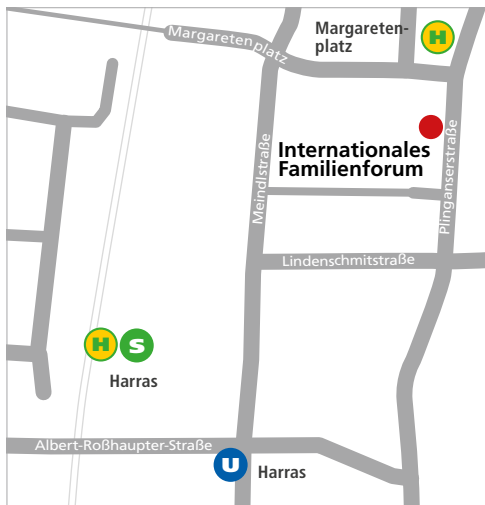 Margareten-
platz
H
Margaretenplatz
Internationales
Familienforum
Meindlstraße
Plinganserstraße
Lindenschmitstraße
H S
Harras
Albert-Roßhaupter-Straße
U
Harras